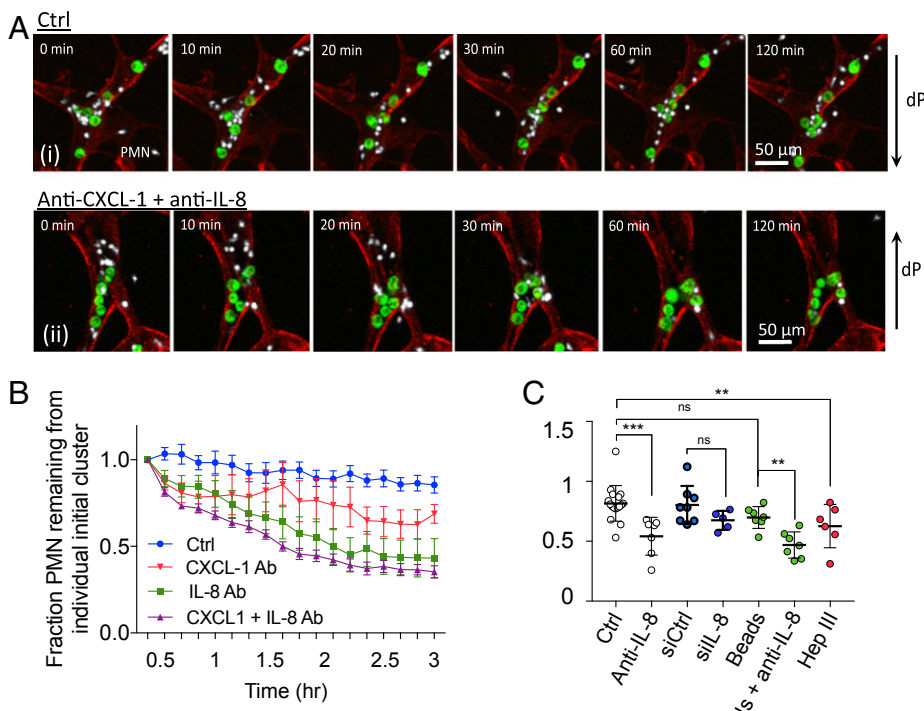 A
Ctrl
0 min
10 min
20 min
30 min
60 min
120 min
dP
(i)
PMN
50 µm
Anti-CXCL-1 + anti-IL-8
0 min
10 min
20 min
30 min
60 min
120 min
dP
(ii)
50 µm
B
Fraction PMN remaining from
individual initial cluster
1.0
0.5
0.0
Ctrl
CXCL-1 Ab
IL-8 Ab
CXCL1 + IL-8 Ab
0.5
1
1.5
2
2.5
3
Time (hr)
C
**
ns
***
ns
**
1.5
1
0.5
0
Ctrl
Anti-IL-8
siCtrl
siIL-8
Beads
ls + anti-IL-8
Hep III